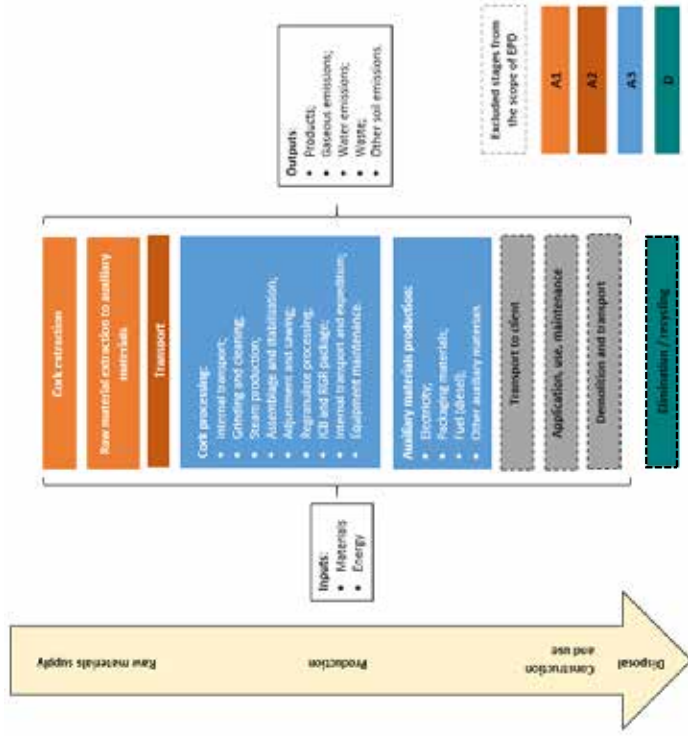 Raw materials supply
Production
Construction
and use
Disposal
Inputs:
• Materials
• Energy
Cork extraction
Raw material extraction to auxiliary
materials
Transport
Cork processing:
• Internal transport;
• Grinding and cleaning;
• Steam production;
• Assemblage and stabilization;
• Adjustment and sawing;
• Regranulate processing;
• ICB and RGB package;
• Internal transport and expedition;
• Equipment maintenance.
Auxiliary materials production:
• Electricity;
• Packaging materials;
• Fuel (diesel);
• Other auxiliary materials
Transport to client
Application, use, maintenance
Demolition and transport
Elimination / recycling
Outputs:
• Products;
• Gaseous emissions;
• Water emissions;
• Waste;
• Other soil emissions.
Excluded stages from
the scope of EPD
A1
A2
A3
D